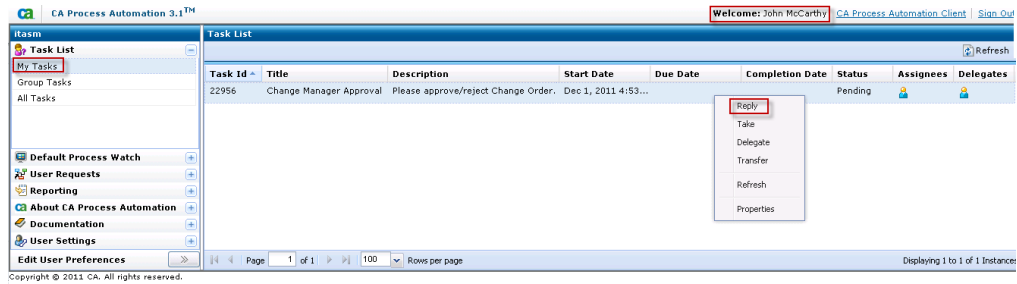 ca CA Process Automation 3.1TM Welcome: John McCarthy CA Process Automation Client Sign Out
itasm
Task List
My Tasks
Group Tasks
All Tasks
Default Process Watch
User Requests
Reporting
ca About CA Process Automation
Documentation
User Settings
Edit User Preferences
Task List
Refresh
Task Id Title Description Start Date Due Date Completion Date Status Assignees Delegates
22956 Change Manager Approval Please approve/reject Change Order. Dec 1, 2011 4:53... Pending
Reply
Take
Delegate
Transfer
Refresh
Properties
Page 1 of 1 100 Rows per page Displaying 1 to 1 of 1 Instances
Copyright © 2011 CA. All rights reserved.